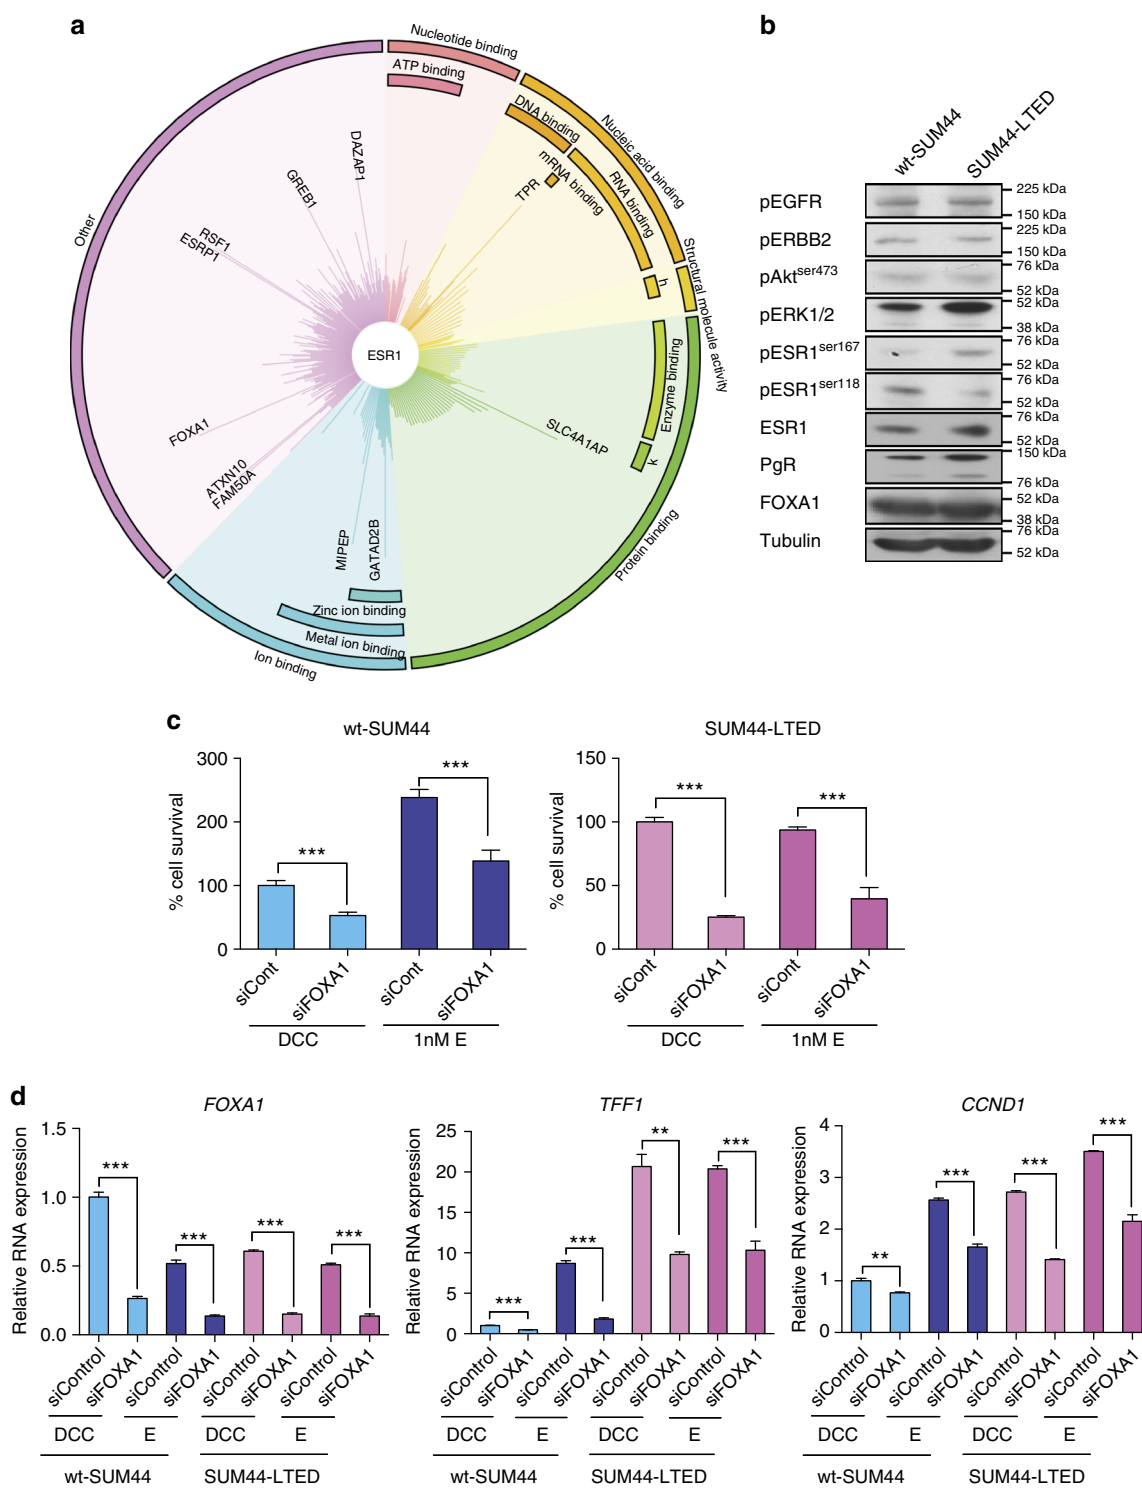 a
Nucleotide binding
ATP binding
DNA binding
Nucleic acid binding
mRNA binding
RNA binding
TPR
h
Structural molecule activity
Enzyme binding
k
SLC4A1AP
Protein binding
GATAD2B
MIPEP
Zinc ion binding
Metal ion binding
Ion binding
FAM50A
ATXN10
FOXA1
ESRP1
RSF1
GREB1
DAZAP1
Other
ESR1
b
wt-SUM44
SUM44-LTED
pEGFR
225 kDa
150 kDa
pERBB2
225 kDa
150 kDa
pAktser473
76 kDa
52 kDa
pERK1/2
52 kDa
38 kDa
pESR1ser167
76 kDa
52 kDa
pESR1ser118
76 kDa
52 kDa
ESR1
76 kDa
52 kDa
PgR
150 kDa
76 kDa
FOXA1
52 kDa
38 kDa
Tubulin
76 kDa
52 kDa
c
wt-SUM44
% cell survival
300
200
100
0
***
***
siCont
siFOXA1
siCont
siFOXA1
DCC
1nM E
SUM44-LTED
% cell survival
150
100
50
0
***
***
siCont
siFOXA1
siCont
siFOXA1
DCC
1nM E
d
FOXA1
Relative RNA expression
1.5
1.0
0.5
0.0
***
***
***
***
siControl
siFOXA1
siControl
siFOXA1
siControl
siFOXA1
siControl
siFOXA1
DCC
E
DCC
E
wt-SUM44
SUM44-LTED
TFF1
Relative RNA expression
25
20
15
10
5
0
***
***
**
***
siControl
siFOXA1
siControl
siFOXA1
siControl
siFOXA1
siControl
siFOXA1
DCC
E
DCC
E
wt-SUM44
SUM44-LTED
CCND1
Relative RNA expression
4
3
2
1
0
**
***
***
***
siControl
siFOXA1
siControl
siFOXA1
siControl
siFOXA1
siControl
siFOXA1
DCC
E
DCC
E
wt-SUM44
SUM44-LTED